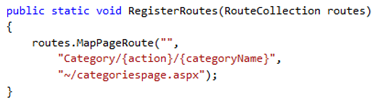 public static void RegisterRoutes(RouteCollection routes)
{
    routes.MapPageRoute("",
        "Category/{action}/{categoryName}",
        "~/categoriespage.aspx");
}